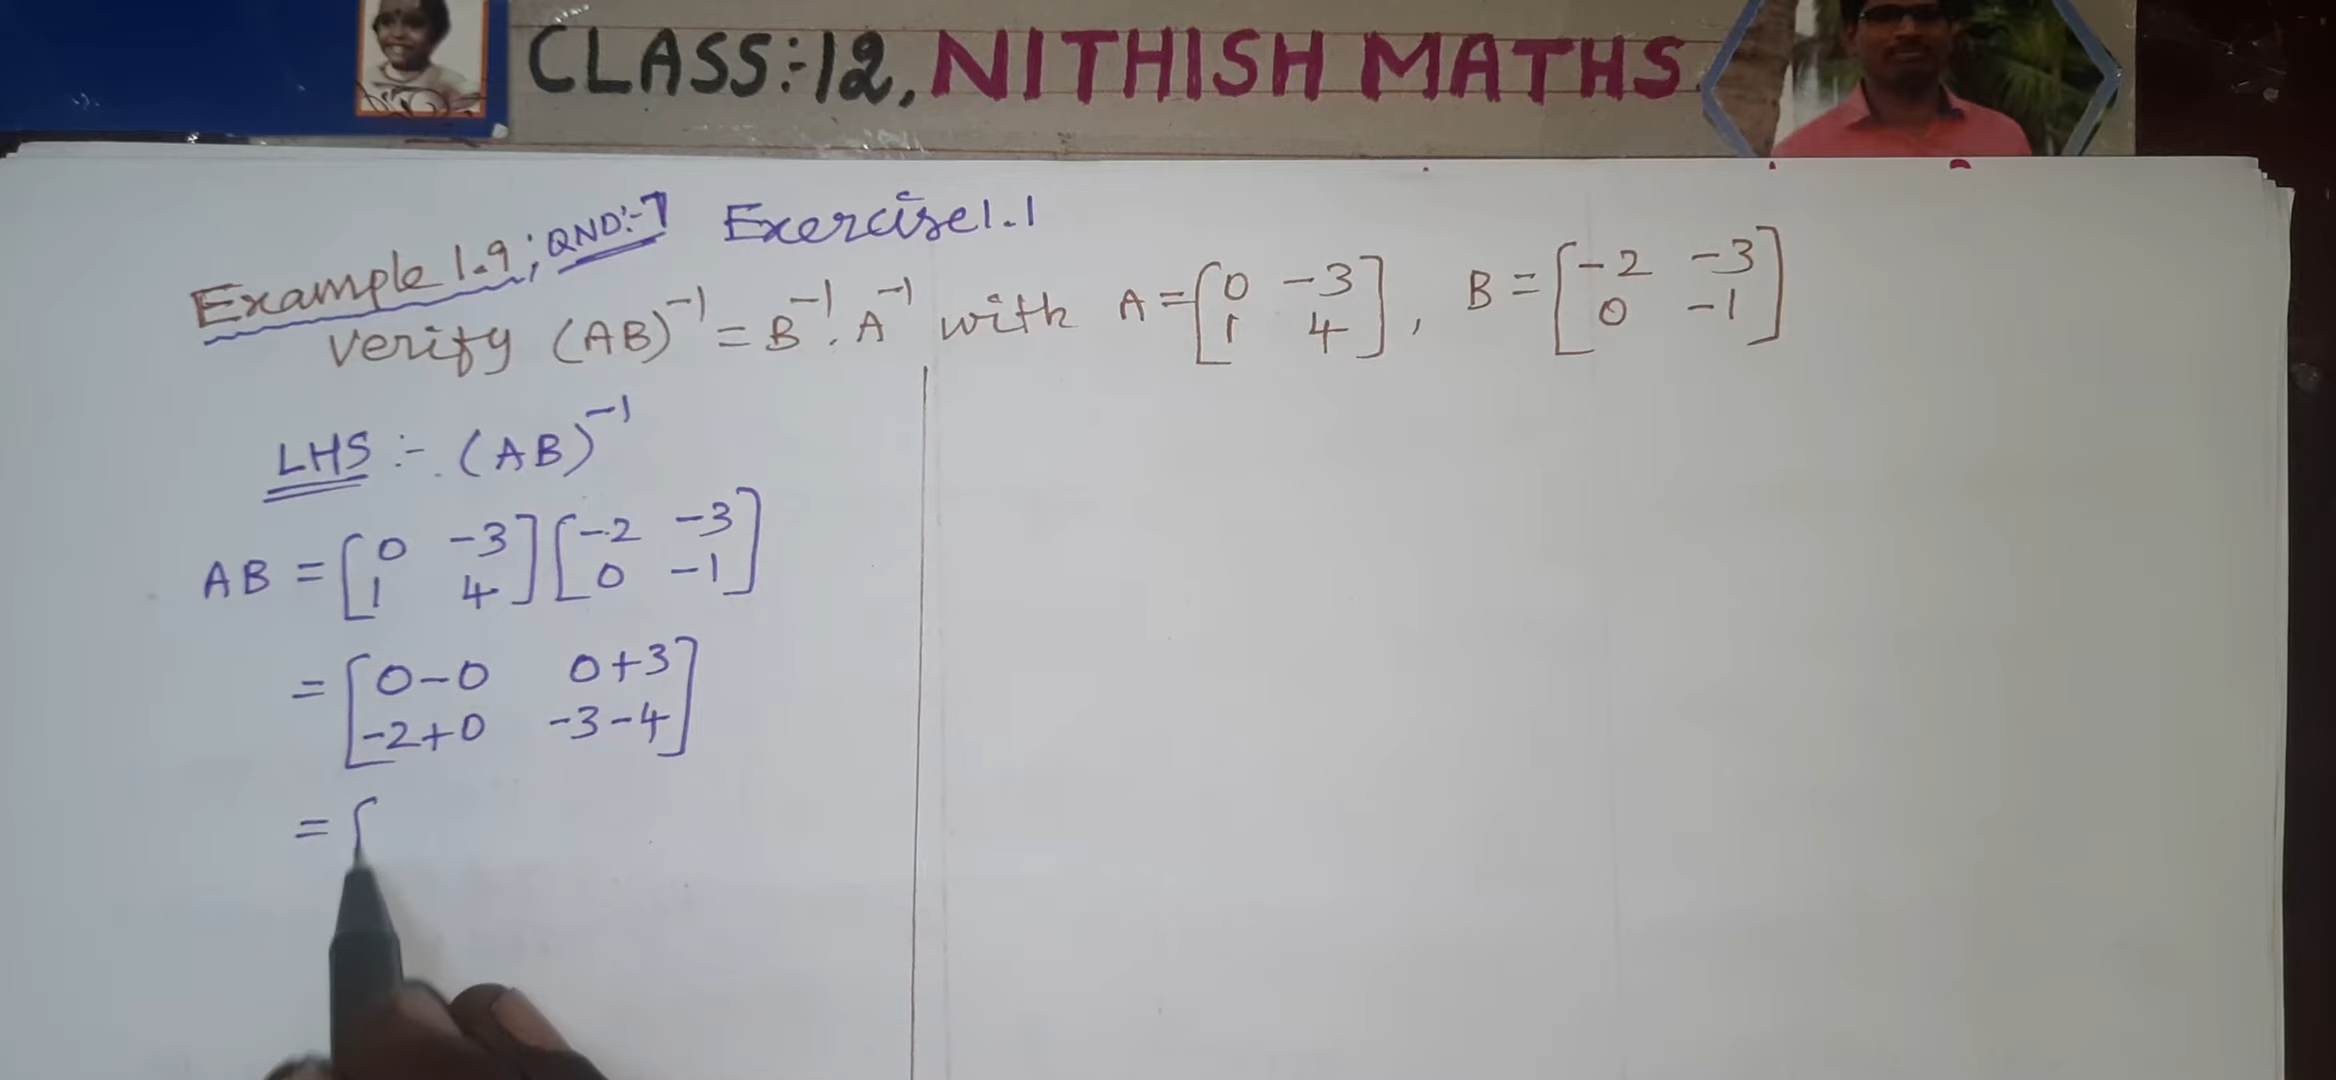 CLASS:-12, NITHISH MATHS
Example 1.9; QNO:-7 Exercise 1.1
Verify (AB)⁻¹ = B⁻¹. A⁻¹ with A = [0 -3; 1 4], B = [-2 -3; 0 -1]
LHS :- (AB)⁻¹
AB = [0 -3; 1 4] [-2 -3; 0 -1]
= [0-0 0+3; -2+0 -3-4]
= [